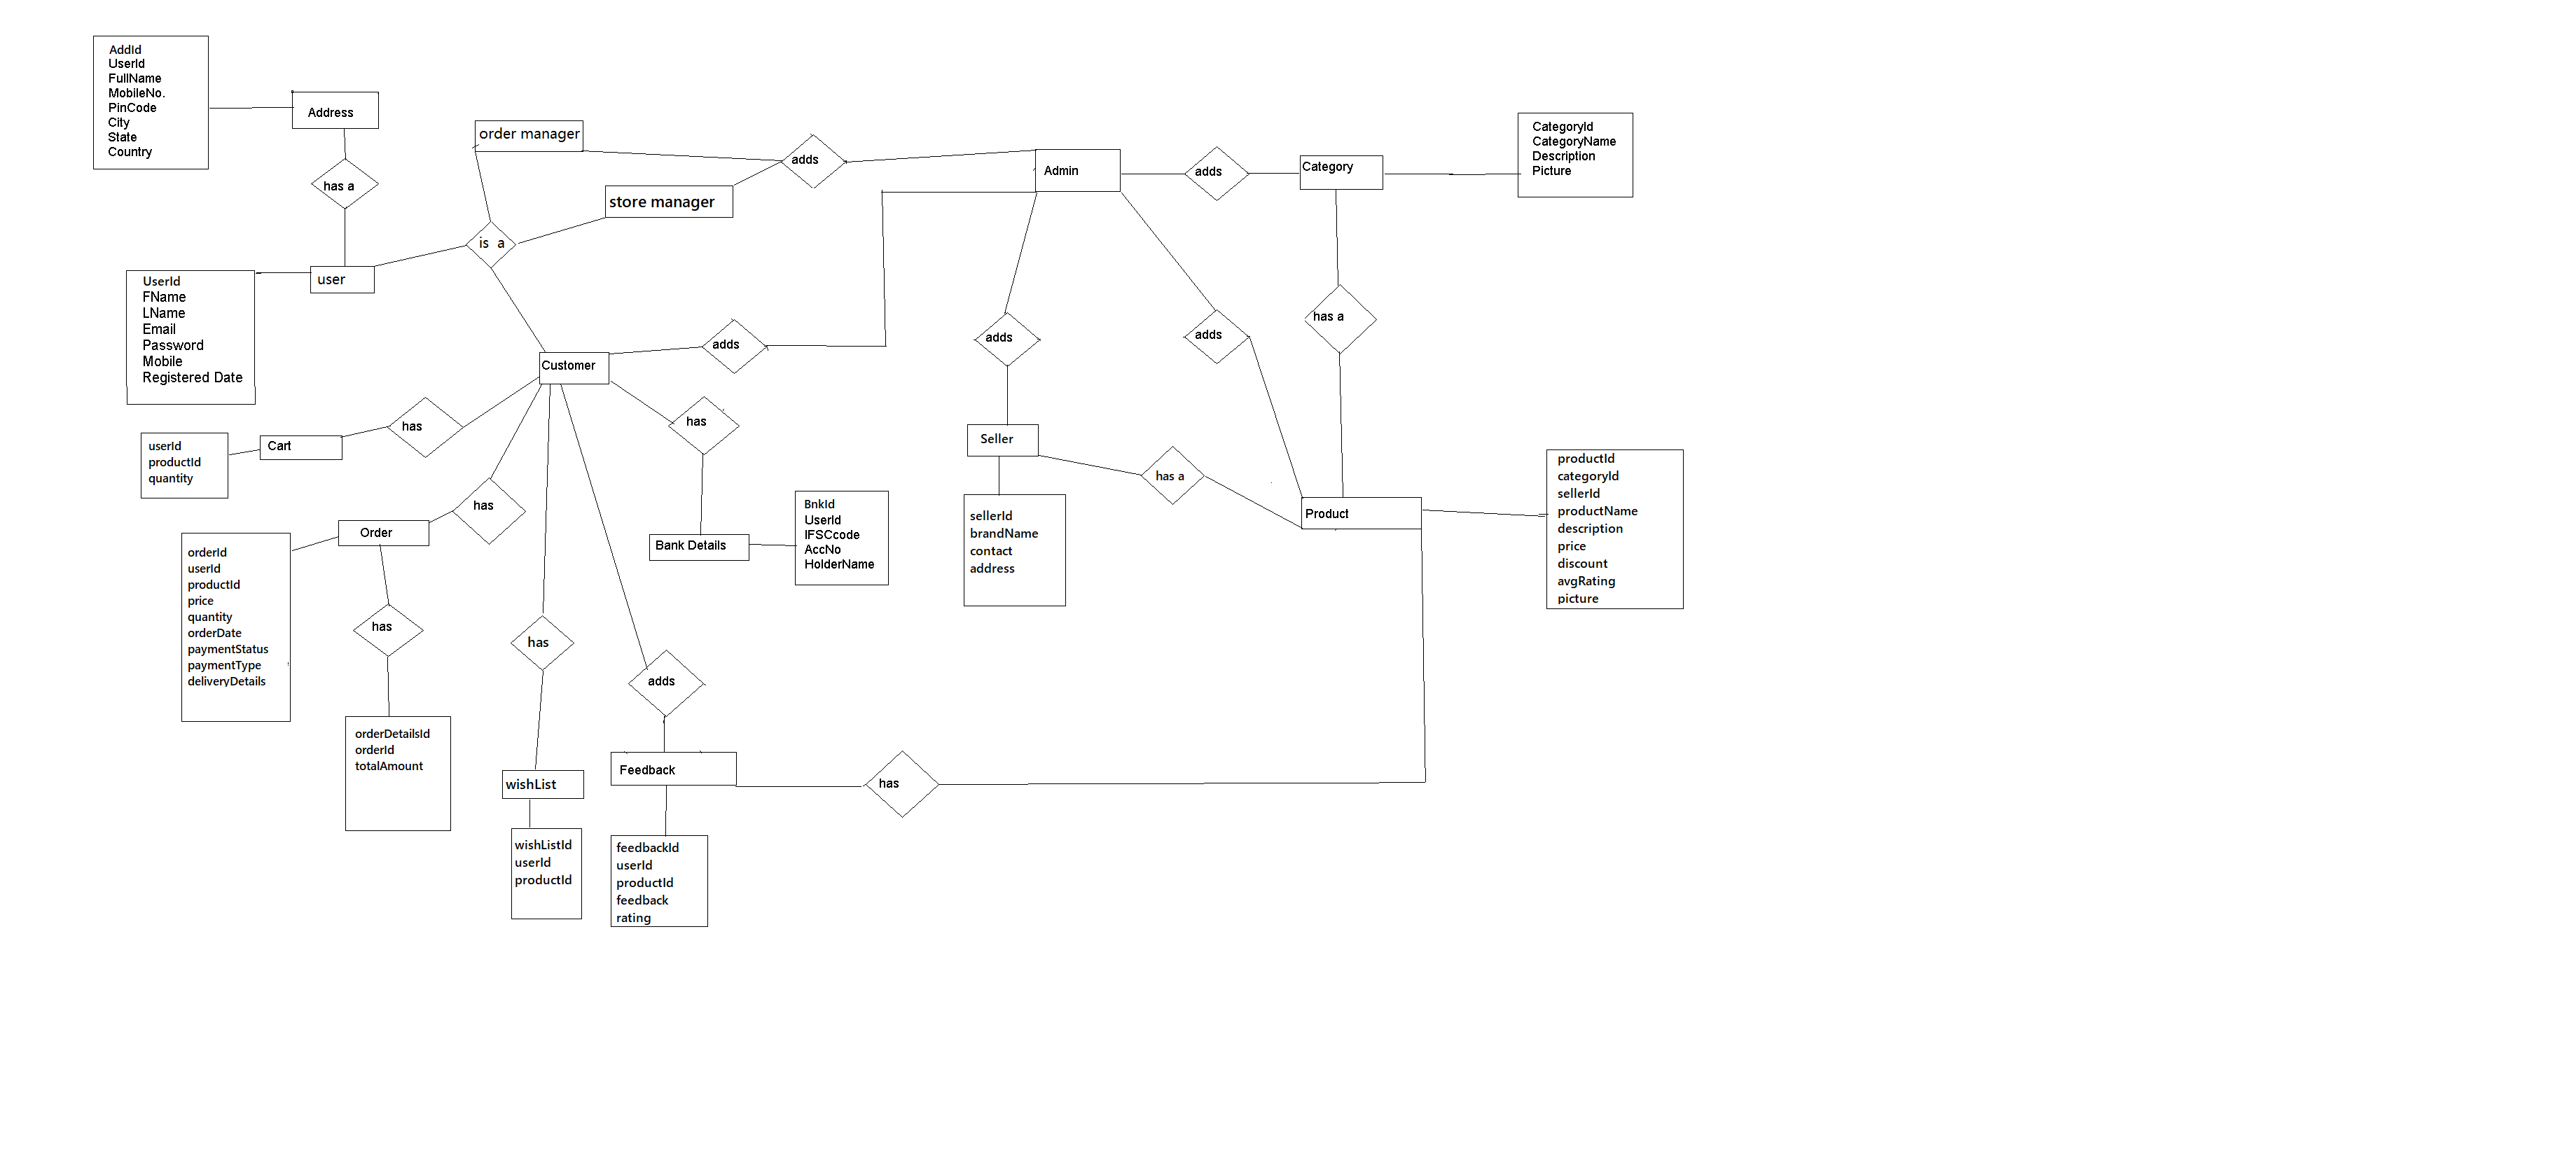 AddId
UserId
FullName
MobileNo.
PinCode
City
State
Country
Address
has a
user
UserId
FName
LName
Email
Password
Mobile
Registered Date
order manager
store manager
is a
adds
Admin
adds
Category
CategoryId
CategoryName
Description
Picture
has a
adds
adds
adds
Customer
has
Cart
userId
productId
quantity
has
Order
orderId
userId
productId
price
quantity
orderDate
paymentStatus
paymentType
deliveryDetails
has
orderDetailsId
orderId
totalAmount
has
Bank Details
BnkId
UserId
IFSCcode
AccNo
HolderName
has
wishList
wishListId
userId
productId
adds
Feedback
feedbackId
userId
productId
feedback
rating
has
Seller
sellerId
brandName
contact
address
has a
Product
productId
categoryId
sellerId
productName
description
price
discount
avgRating
picture